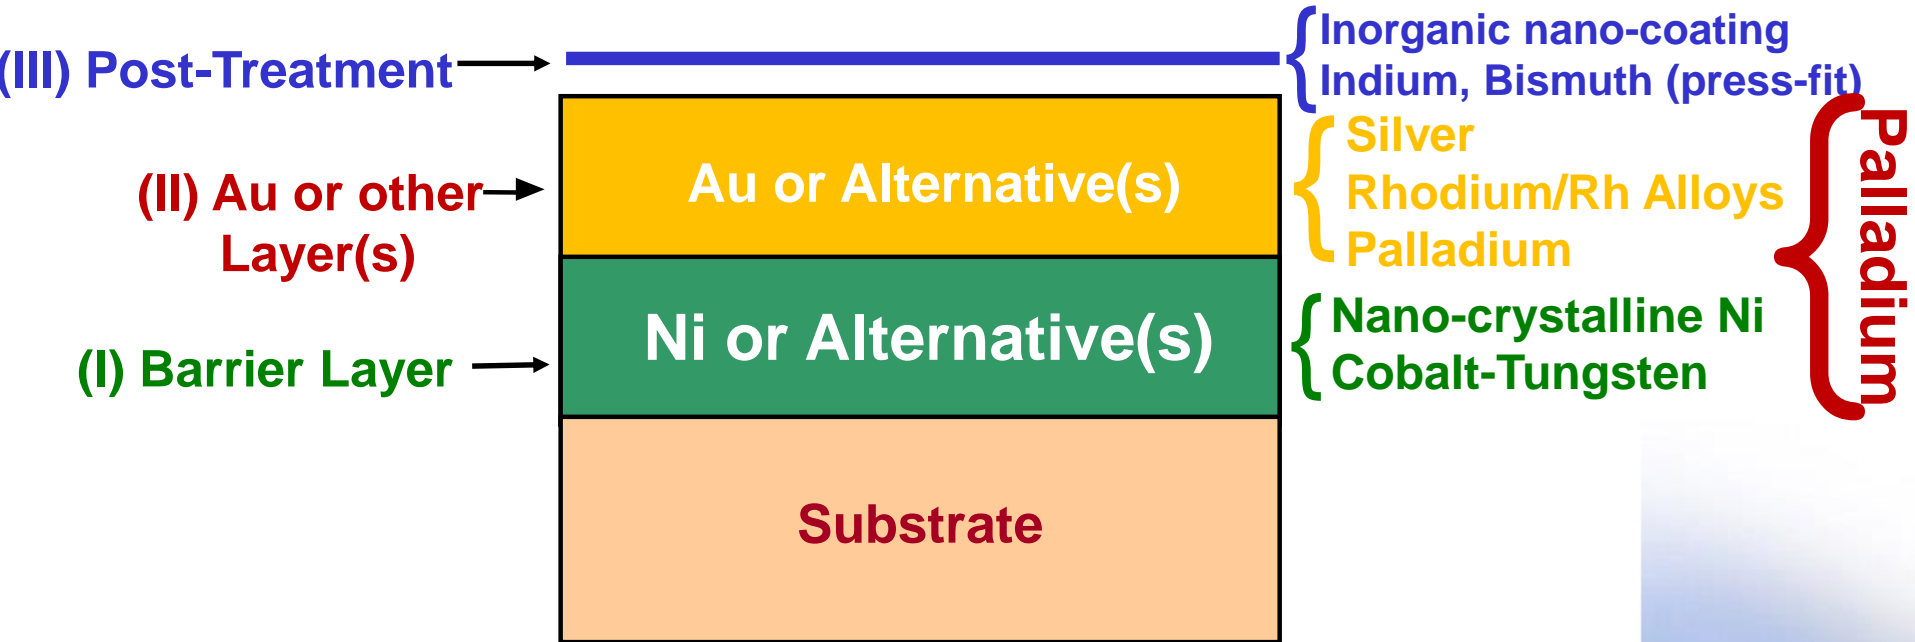 (III) Post-Treatment
Inorganic nano-coating
Indium, Bismuth (press-fit)
(II) Au or other
Layer(s)
Au or Alternative(s)
Silver
Rhodium/Rh Alloys
Palladium
Palladium
(I) Barrier Layer
Ni or Alternative(s)
Nano-crystalline Ni
Cobalt-Tungsten
Substrate